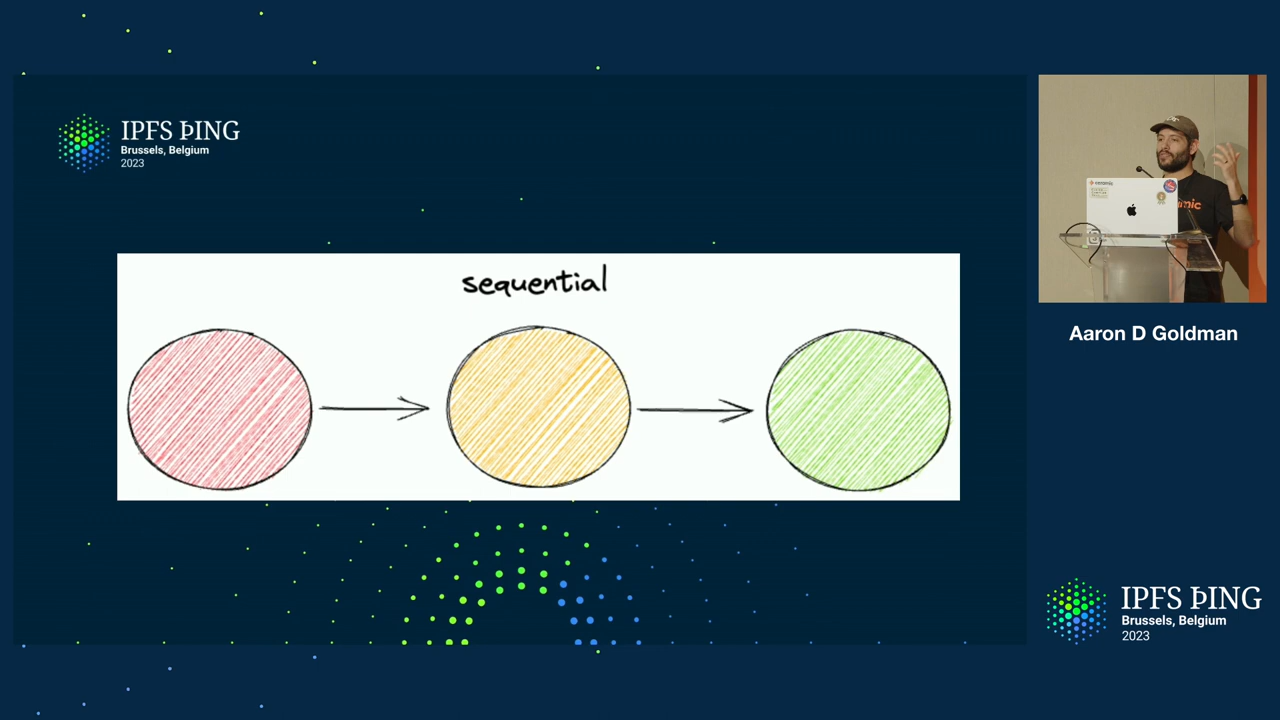 IPFS ÞING
Brussels, Belgium
2023
sequential
Aaron D Goldman
IPFS ÞING
Brussels, Belgium
2023